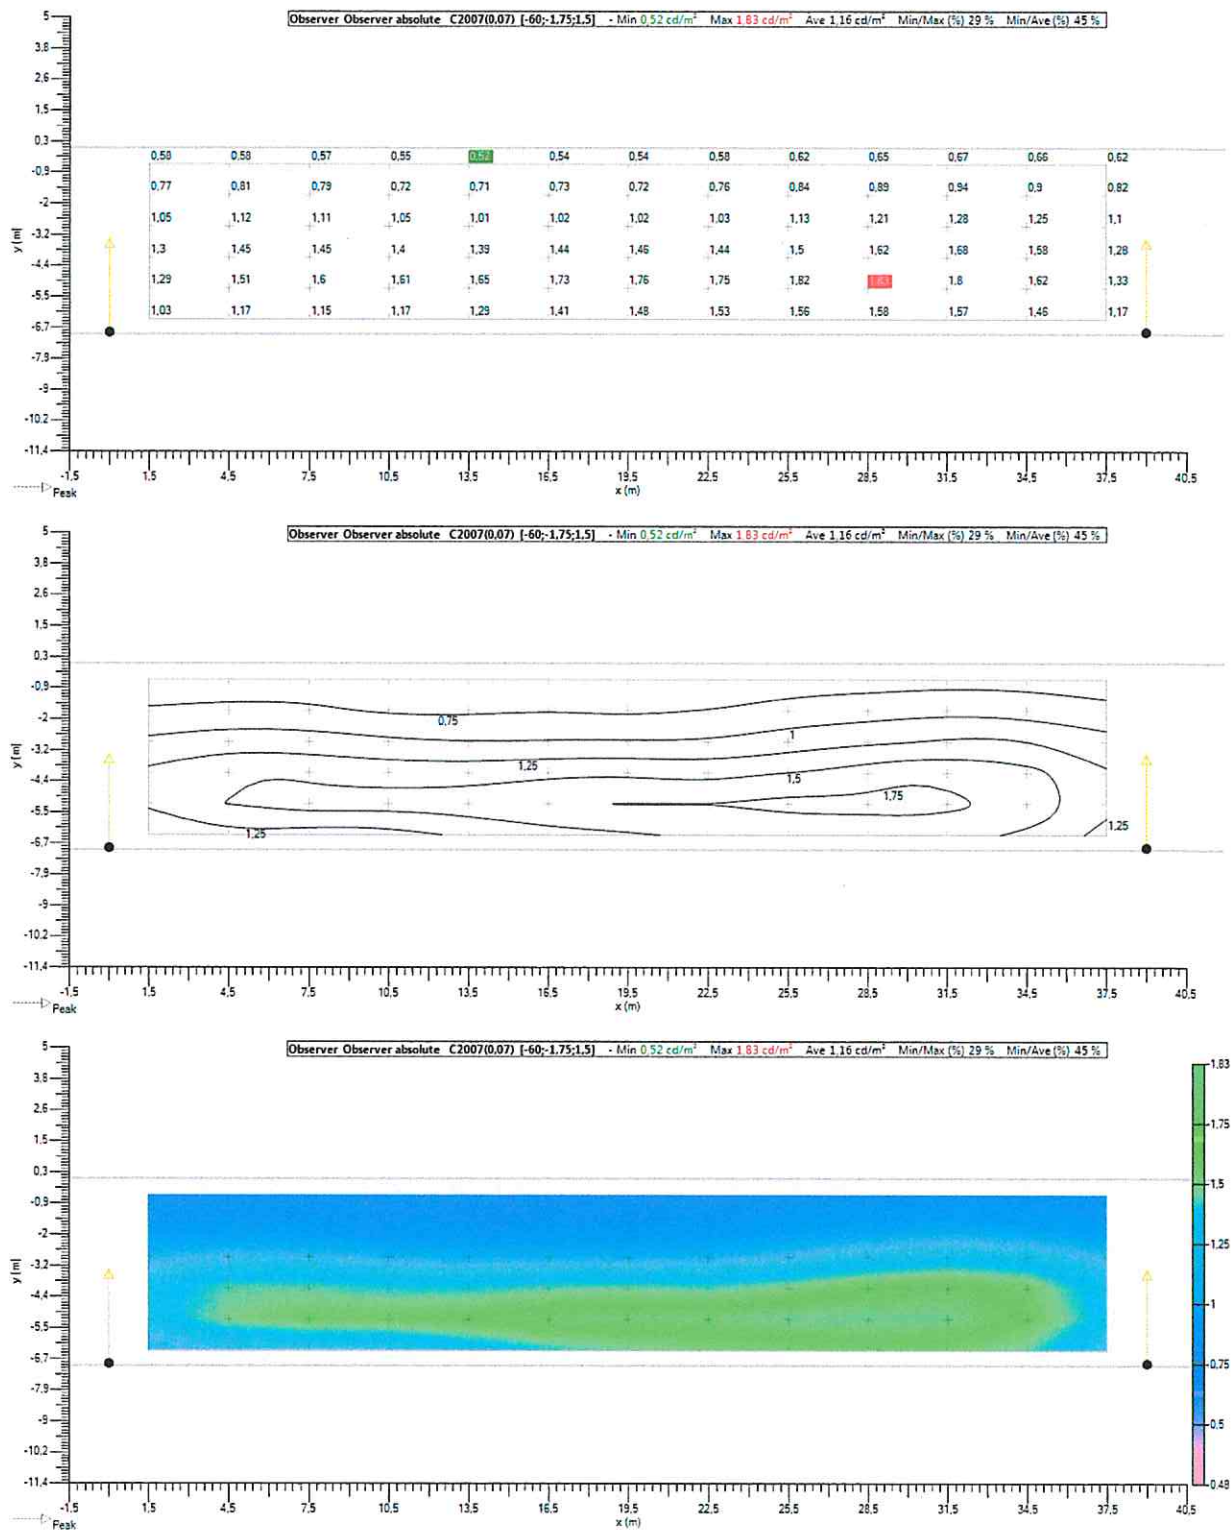 Observer Observer absolute C2007(0,07) [-60;-1,75;1,5] - Min 0,52 cd/m² Max 1,83 cd/m² Ave 1,16 cd/m² Min/Max (%) 29 % Min/Ave (%) 45 %
5
3,8
2,6
1,5
0,3
0,58 0,58 0,57 0,55 0,52 0,54 0,54 0,58 0,62 0,65 0,67 0,66 0,62
-0,9
0,77 0,81 0,79 0,72 0,71 0,73 0,72 0,76 0,84 0,89 0,94 0,9 0,82
-2
1,05 1,12 1,11 1,05 1,01 1,02 1,02 1,03 1,13 1,21 1,28 1,25 1,1
-3,2
1,3 1,45 1,45 1,4 1,39 1,44 1,46 1,44 1,5 1,62 1,68 1,58 1,28
-4,4
1,29 1,51 1,6 1,61 1,65 1,73 1,76 1,75 1,82 1,83 1,8 1,62 1,33
-5,5
1,03 1,17 1,15 1,17 1,29 1,41 1,48 1,53 1,56 1,58 1,57 1,46 1,17
-6,7
-7,9
-9
-10,2
-11,4
y (m)
-1,5 1,5 4,5 7,5 10,5 13,5 16,5 19,5 22,5 25,5 28,5 31,5 34,5 37,5 40,5
x (m)
Peak
Observer Observer absolute C2007(0,07) [-60;-1,75;1,5] - Min 0,52 cd/m² Max 1,83 cd/m² Ave 1,16 cd/m² Min/Max (%) 29 % Min/Ave (%) 45 %
5
3,8
2,6
1,5
0,3
-0,9
-2
0,75
1
-3,2
1,25
-4,4
1,5
1,75
-5,5
1,25 1,25
-6,7
-7,9
-9
-10,2
-11,4
y (m)
-1,5 1,5 4,5 7,5 10,5 13,5 16,5 19,5 22,5 25,5 28,5 31,5 34,5 37,5 40,5
x (m)
Peak
Observer Observer absolute C2007(0,07) [-60;-1,75;1,5] - Min 0,52 cd/m² Max 1,83 cd/m² Ave 1,16 cd/m² Min/Max (%) 29 % Min/Ave (%) 45 %
5
3,8
2,6
1,5
0,3
-0,9
-2
-3,2
-4,4
-5,5
-6,7
-7,9
-9
-10,2
-11,4
y (m)
-1,5 1,5 4,5 7,5 10,5 13,5 16,5 19,5 22,5 25,5 28,5 31,5 34,5 37,5 40,5
x (m)
Peak
1,83
1,75
1,5
1,25
1
0,75
0,5
0,48